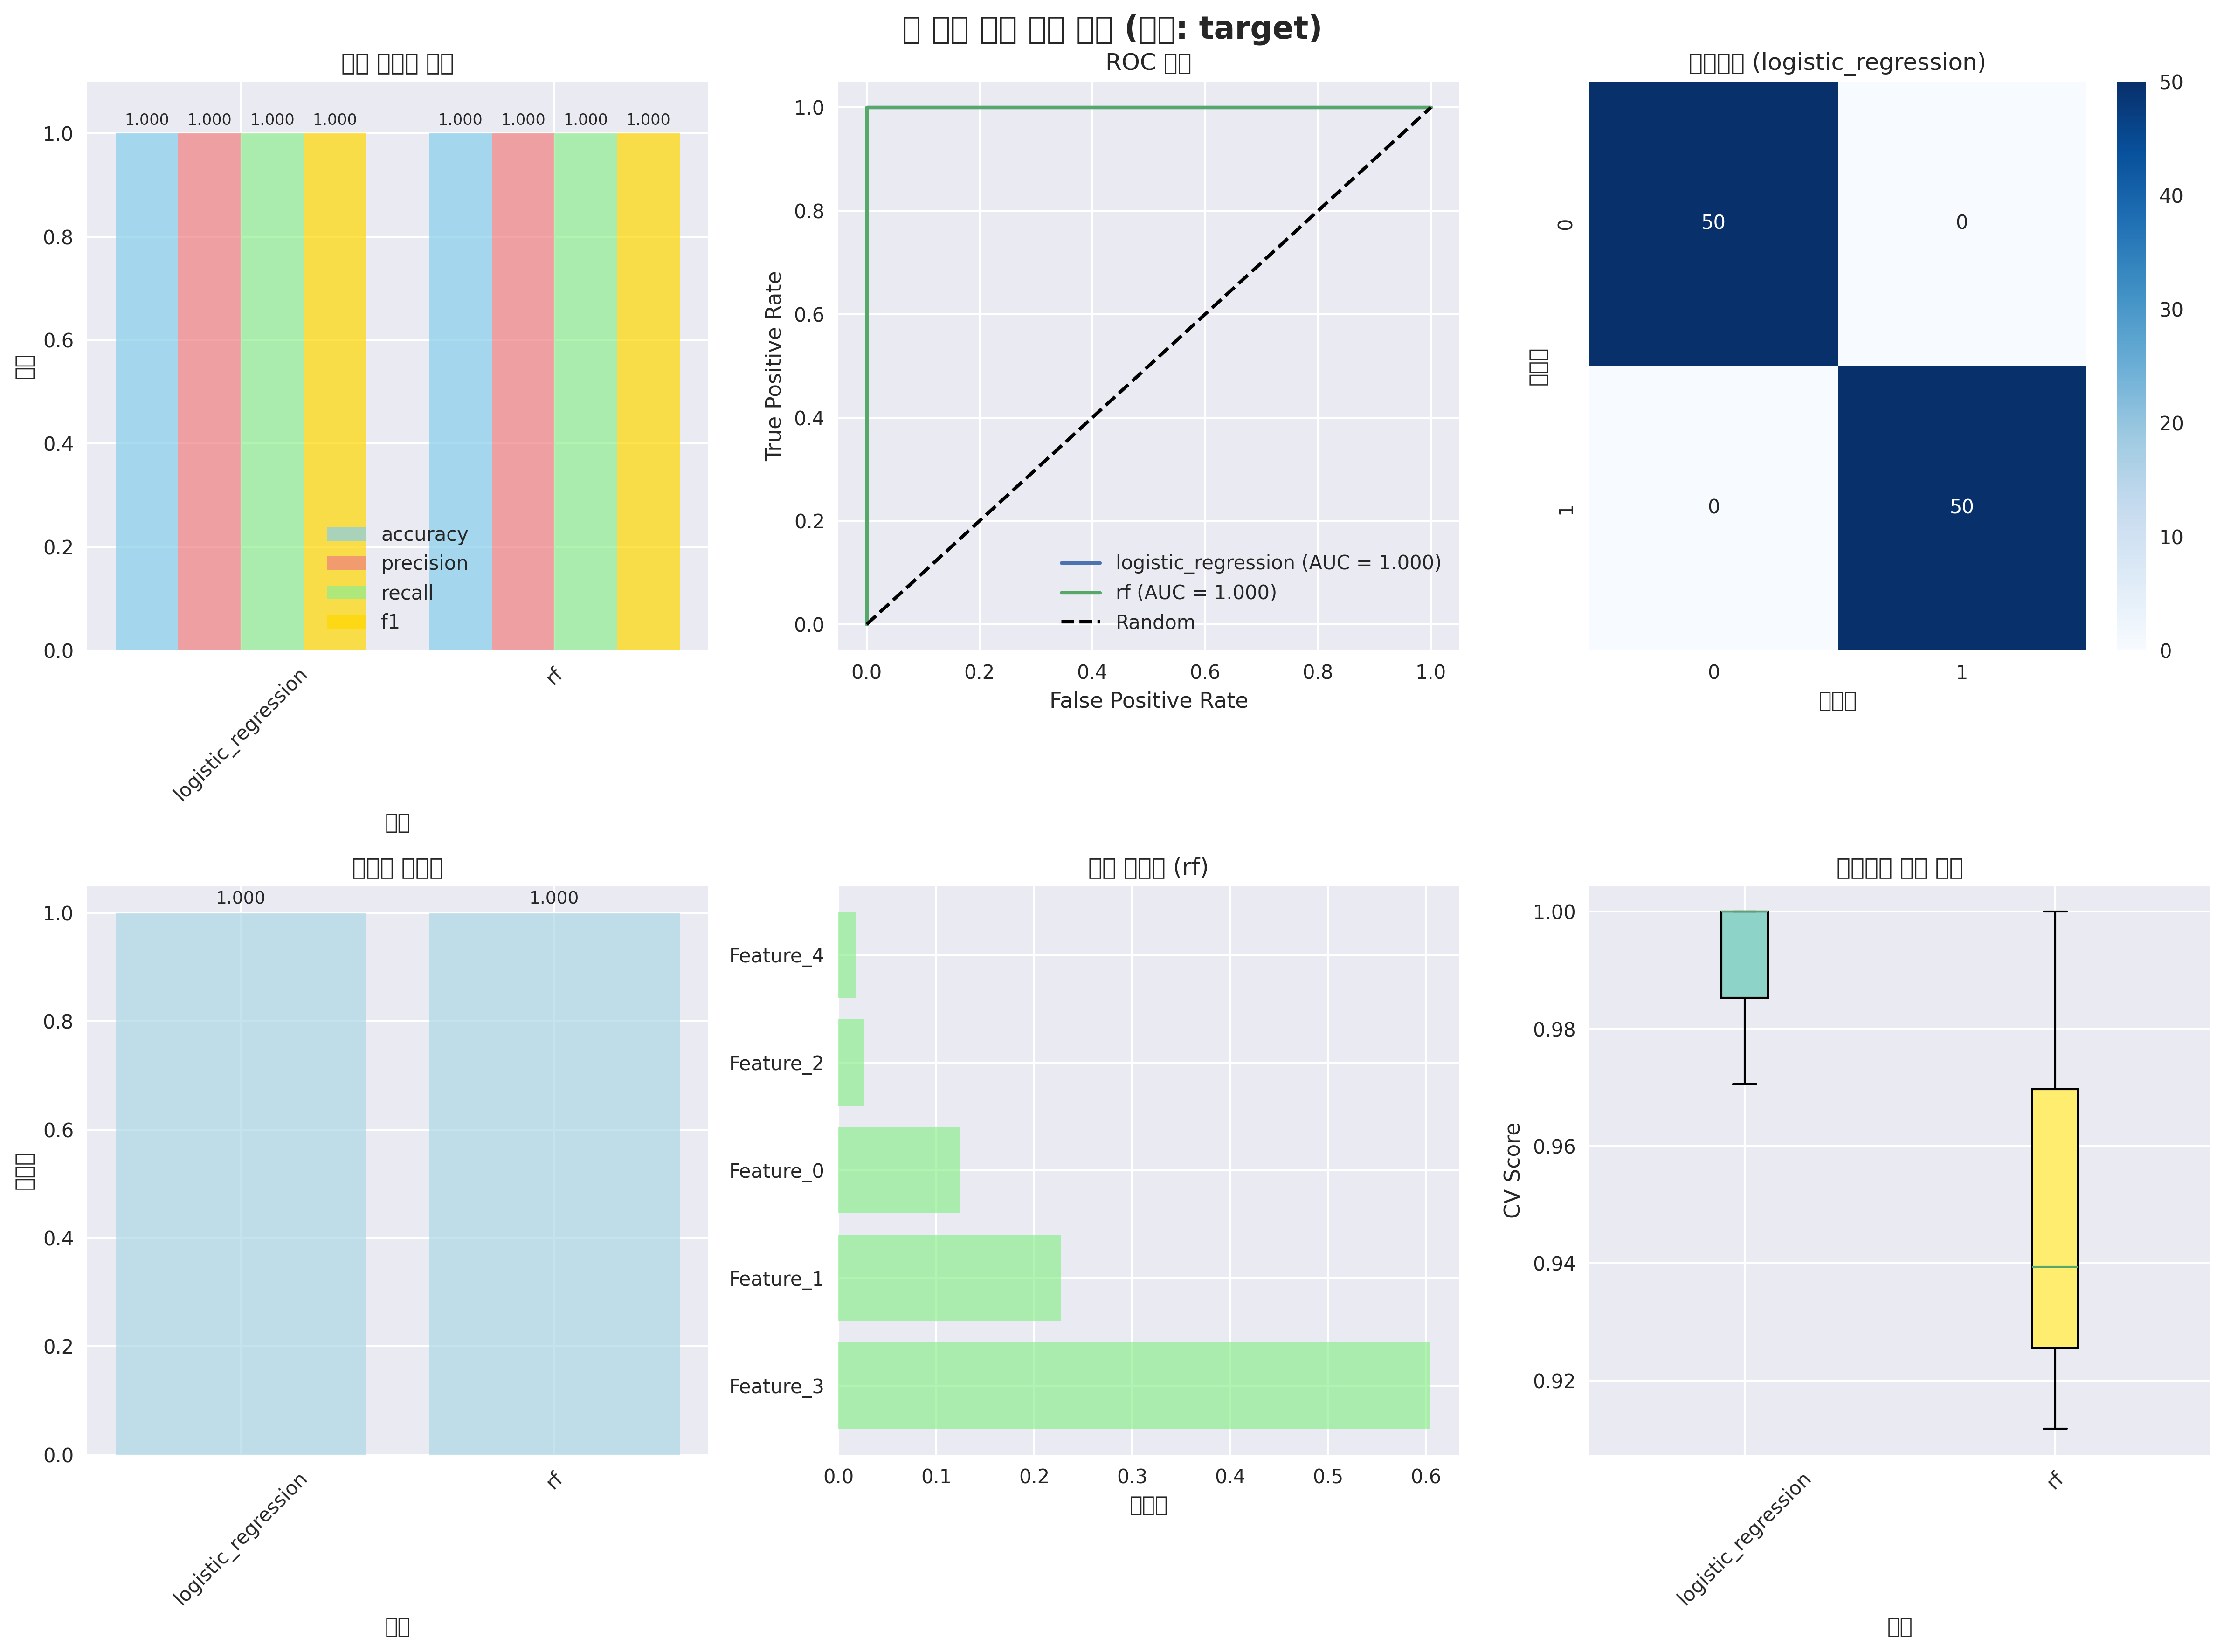 (: target)
1.000 1.000 1.000 1.000 1.000 1.000 1.000 1.000
1.0
0.8
0.6
0.4
0.2
0.0
accuracy
precision
recall
f1
logistic_regression
rf
ROC
True Positive Rate
1.0
0.8
0.6
0.4
0.2
0.0
logistic_regression (AUC = 1.000)
rf (AUC = 1.000)
Random
0.0 0.2 0.4 0.6 0.8 1.0
False Positive Rate
(logistic_regression)
0
1
50 0
0 50
0 1
50
40
30
20
10
0
1.000 1.000
1.0
0.8
0.6
0.4
0.2
0.0
logistic_regression
rf
(rf)
Feature_4
Feature_2
Feature_0
Feature_1
Feature_3
0.0 0.1 0.2 0.3 0.4 0.5 0.6
CV Score
1.00
0.98
0.96
0.94
0.92
logistic_regression
rf